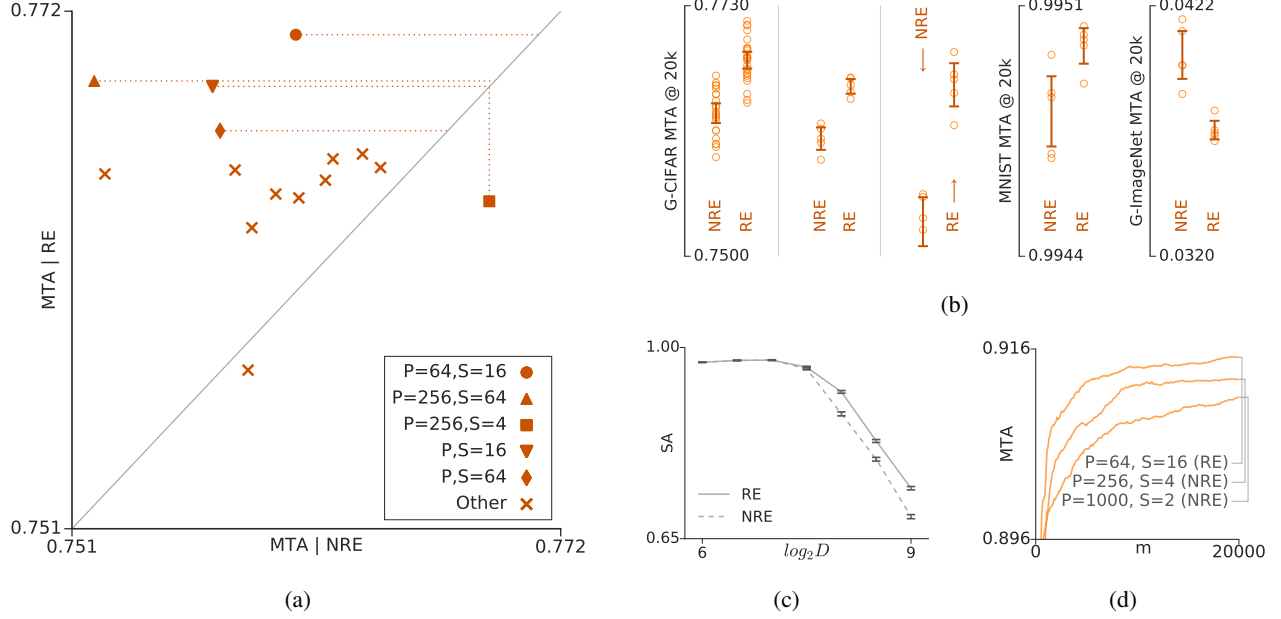 0.772
MTA | RE
0.751
0.751
MTA | NRE
0.772
P=64,S=16
P=256,S=64
P=256,S=4
P,S=16
P,S=64
Other
(a)
0.7730
G-CIFAR MTA @ 20k
0.7500
NRE
RE
NRE
RE
NRE →
RE →
0.9951
MNIST MTA @ 20k
0.9944
NRE
RE
0.0422
G-ImageNet MTA @ 20k
0.0320
NRE
RE
(b)
1.00
SA
0.65
RE
NRE
6
log₂D
9
(c)
0.916
MTA
0.896
P=64, S=16 (RE)
P=256, S=4 (NRE)
P=1000, S=2 (NRE)
0
m
20000
(d)